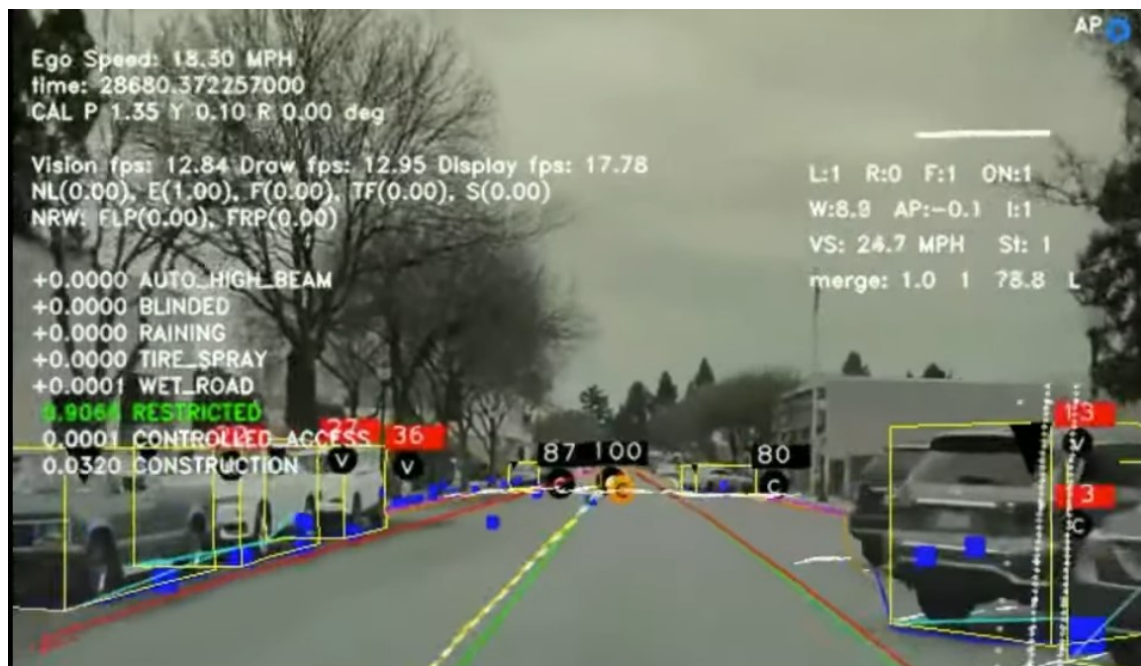 AP
Ego Speed: 18.30 MPH
time: 28680.372257000
CAL P 1.35 Y 0.10 R 0.00 deg
Vision fps: 12.84 Draw fps: 12.95 Display fps: 17.78
NL(0.00), E(1.00), F(0.00), TF(0.00), S(0.00)
NRW: FLP(0.00), FRP(0.00)
L:1 R:0 F:1 ON:1
W:8.9 AP:-0.1 I:1
VS: 24.7 MPH St: 1
merge: 1.0 1 78.8 L
+0.0000 AUTO_HIGH_BEAM
+0.0000 BLINDED
+0.0000 RAINING
+0.0000 TIRE_SPRAY
+0.0001 WET_ROAD
0.9066 RESTRICTED
0.0001 CONTROLLED_ACCESS
0.0320 CONSTRUCTION
36
V
V
87
C
100
C
80
C
13
V
3
C